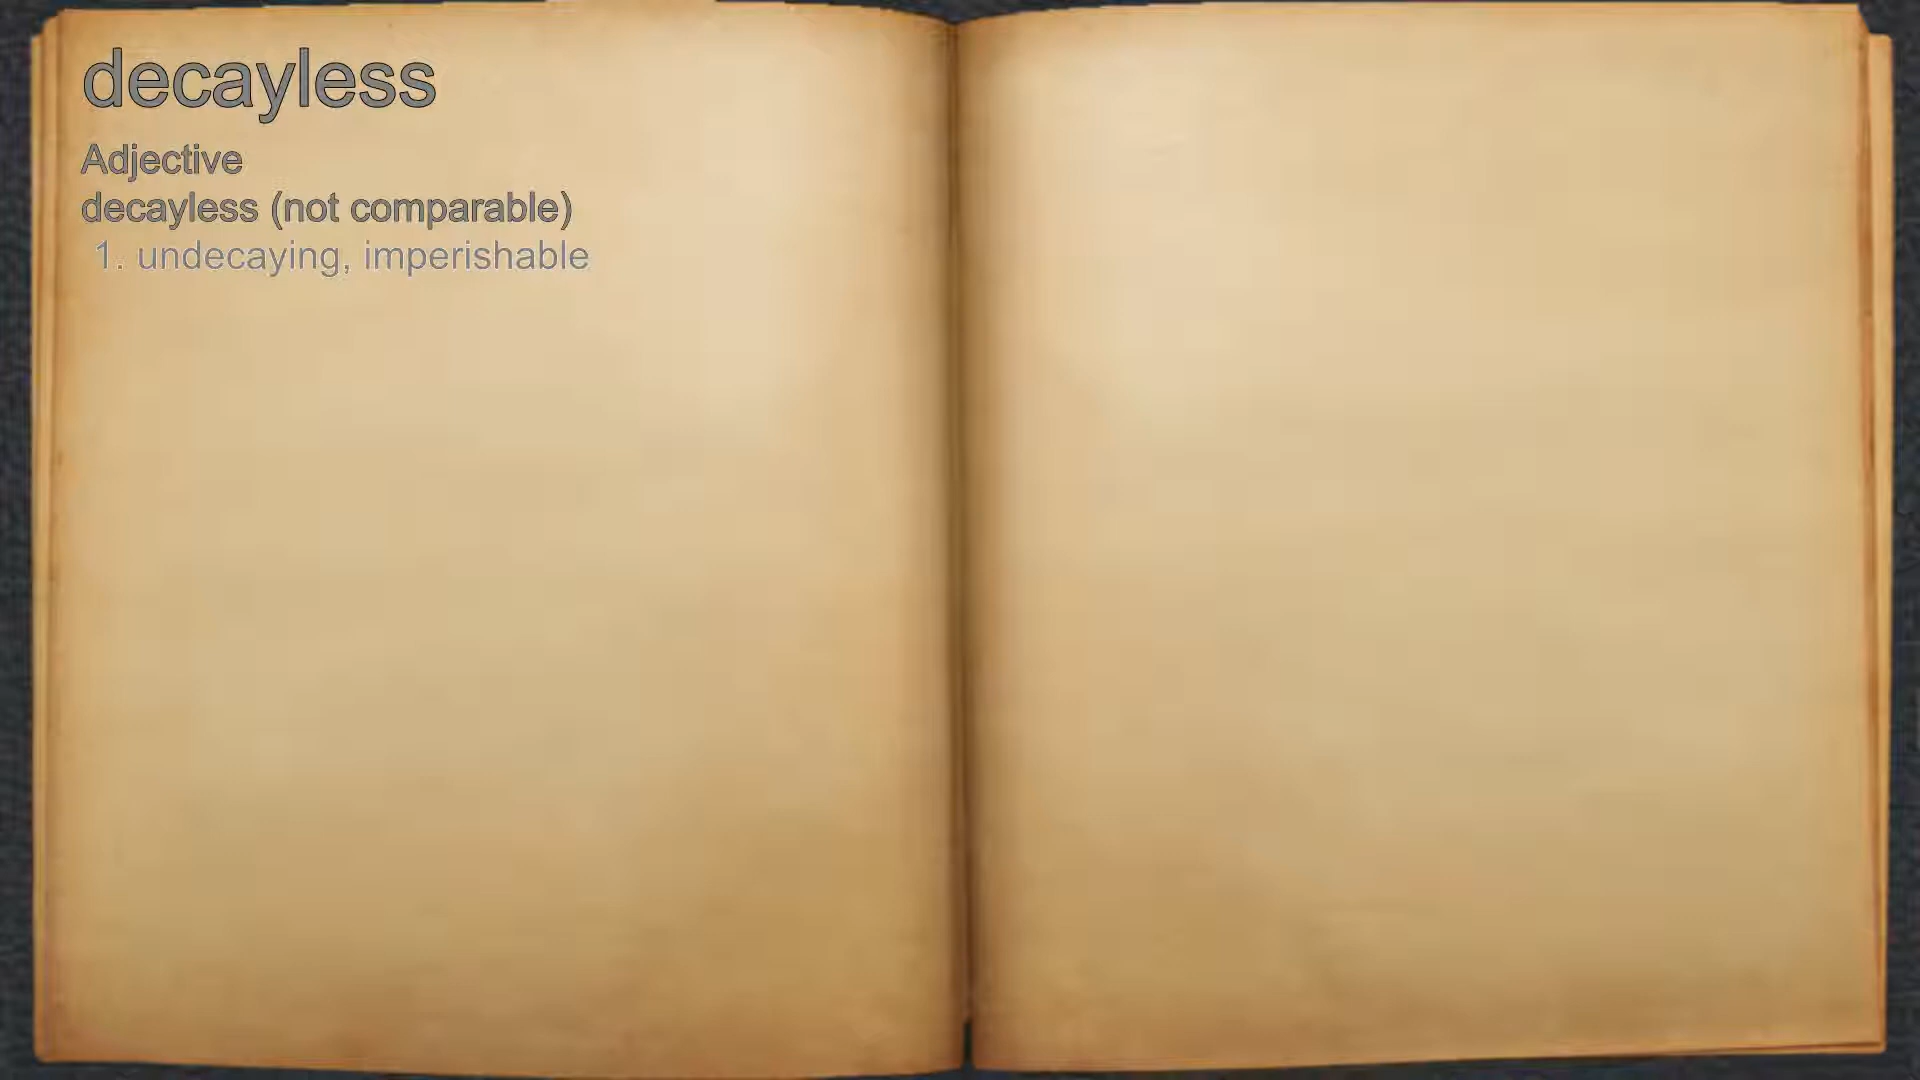 decayless
Adjective
decayless (not comparable)
1. undecaying, imperishable